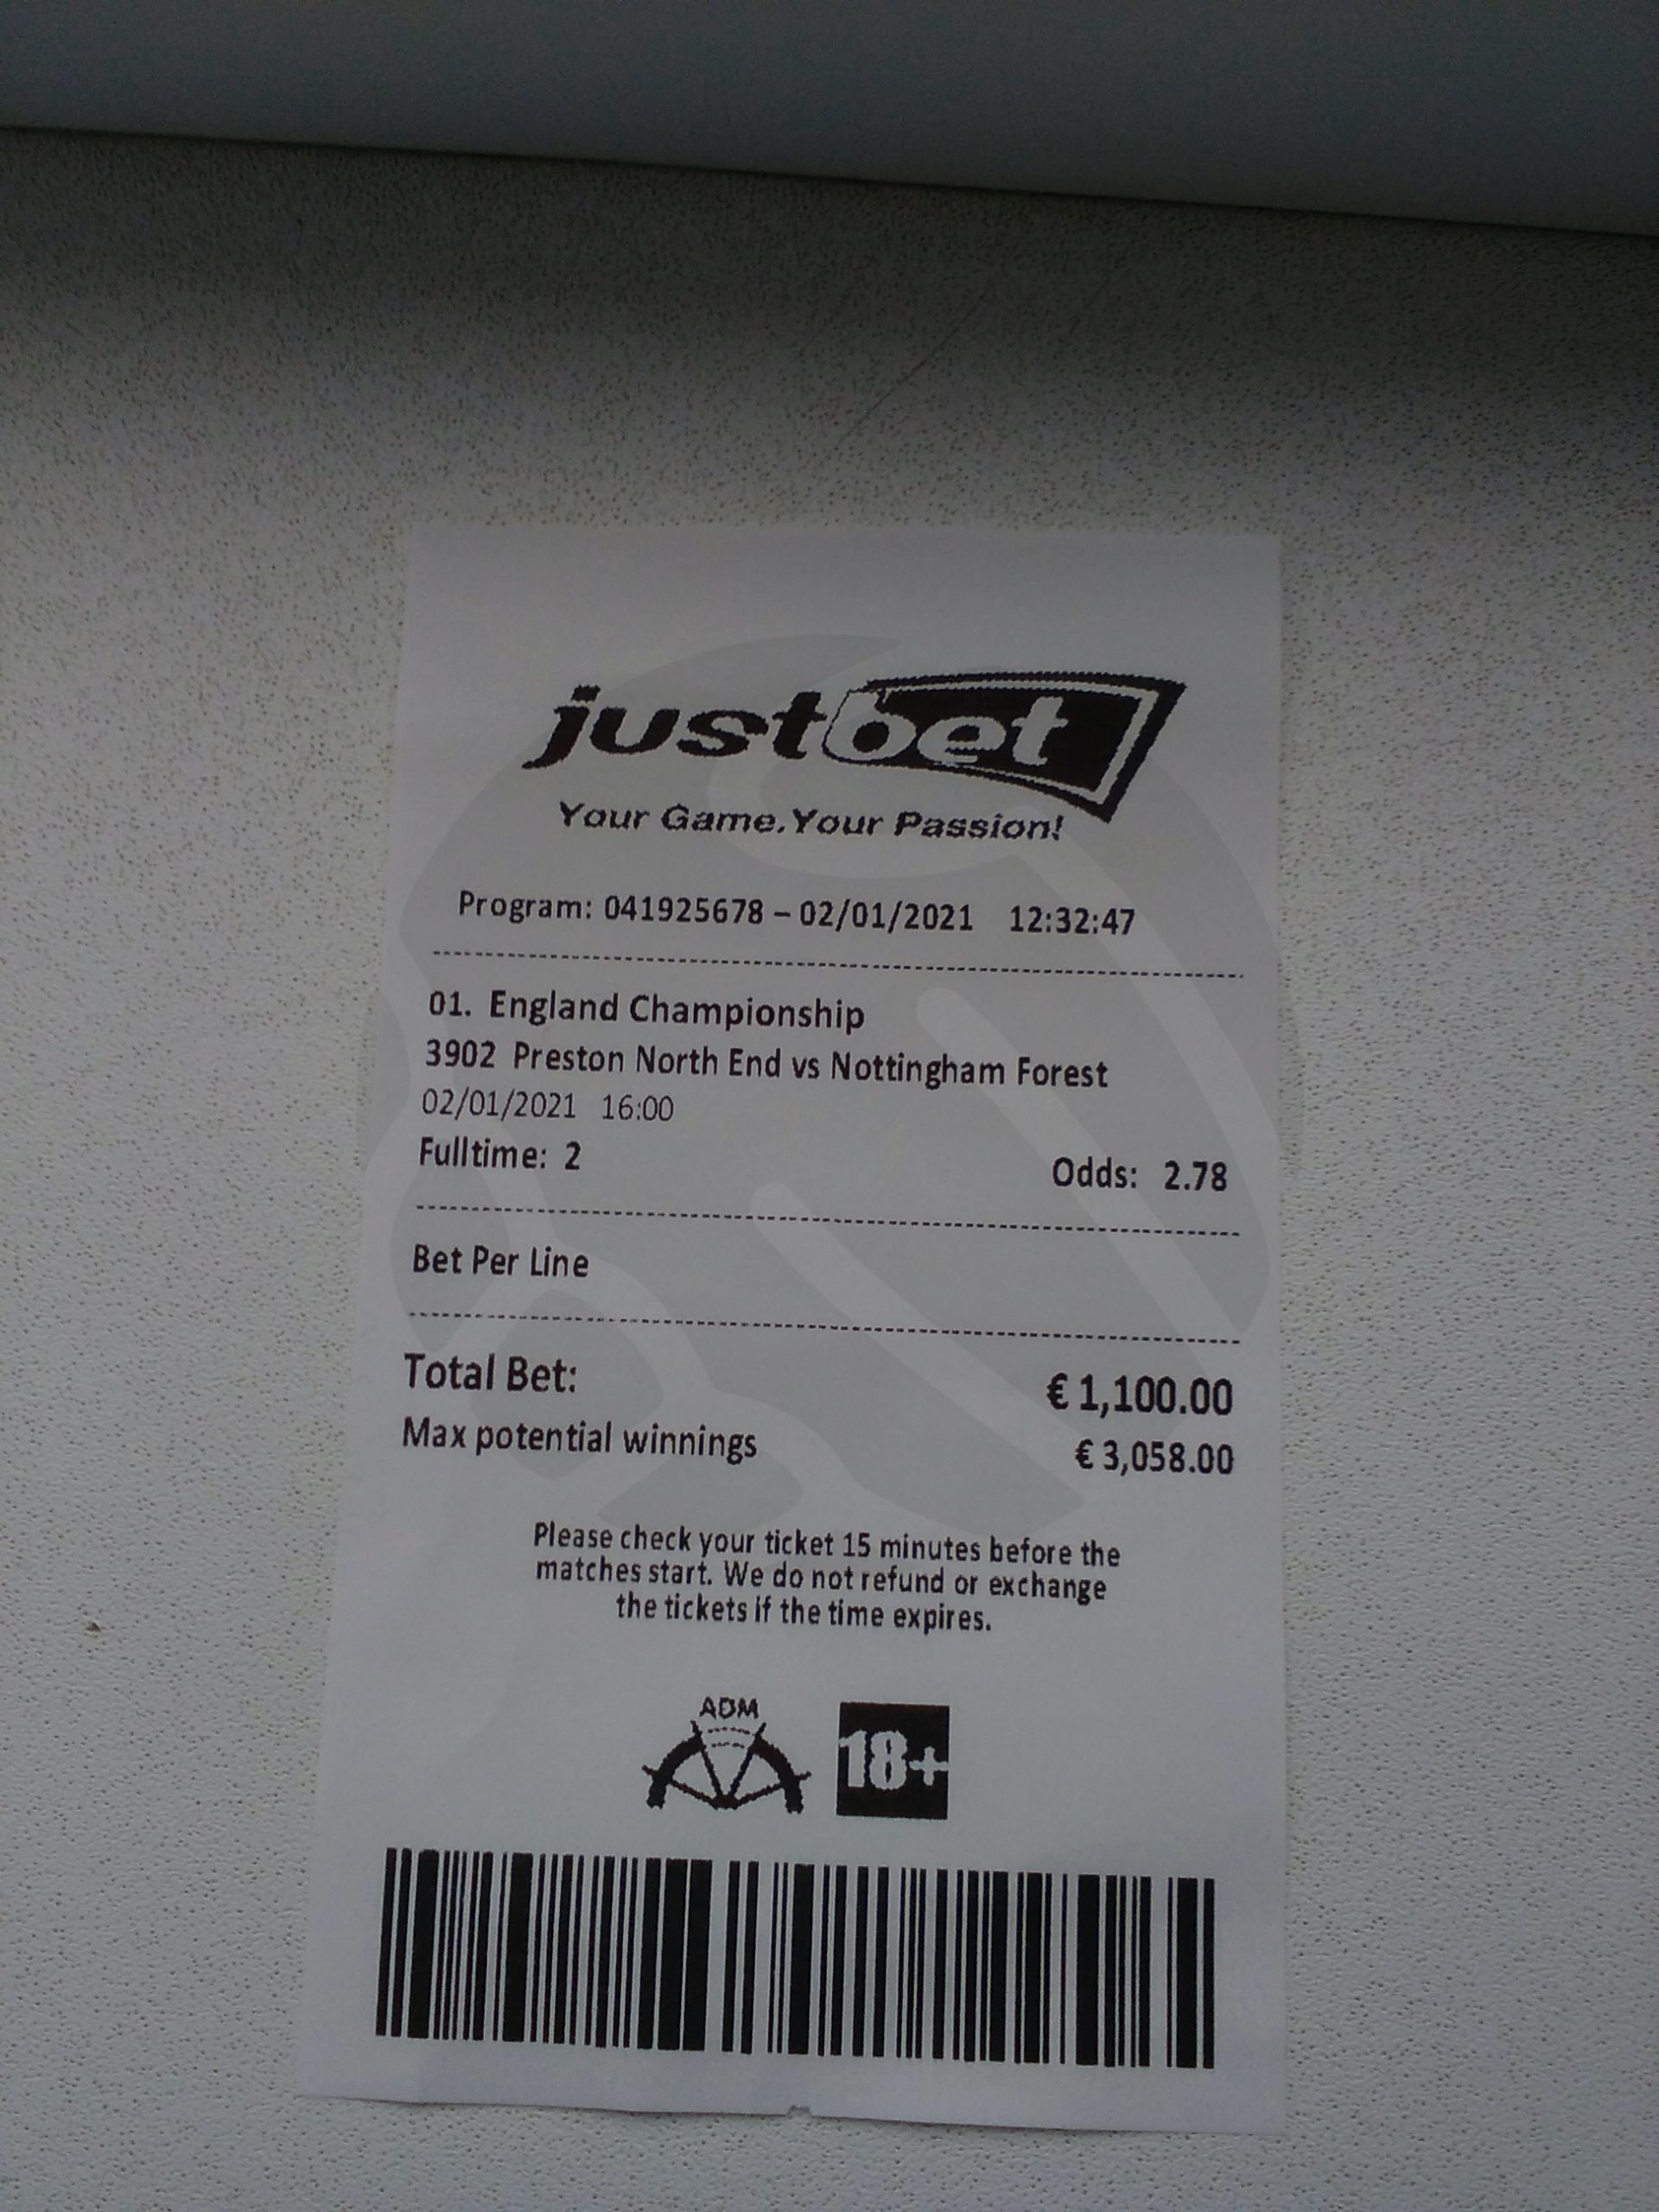 justbet
Your Game.Your Passion!
Program: 041925678 – 02/01/2021 12:32:47
01. England Championship
3902 Preston North End vs Nottingham Forest
02/01/2021 16:00
Fulltime: 2 Odds: 2.78
Bet Per Line
Total Bet: € 1,100.00
Max potential winnings € 3,058.00
Please check your ticket 15 minutes before the
matches start. We do not refund or exchange
the tickets if the time expires.
ADM
18+